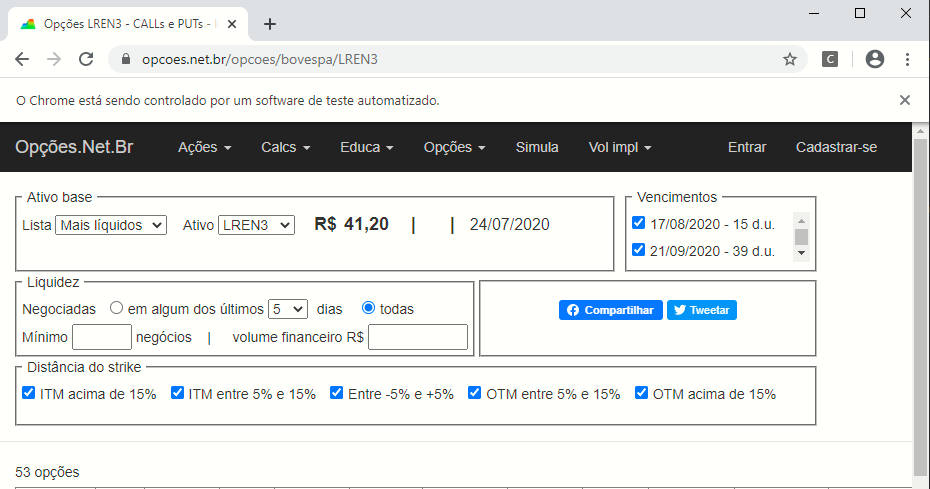 Opções LREN3 - CALLs e PUTs -
opcoes.net.br/opcoes/bovespa/LREN3
C
O Chrome está sendo controlado por um software de teste automatizado.
Opções.Net.Br Ações Calcs Educa Opções Simula Vol impl Entrar Cadastrar-se
Ativo base
Lista Mais líquidos Ativo LREN3 R$ 41,20 | | 24/07/2020
Vencimentos
17/08/2020 - 15 d.u.
21/09/2020 - 39 d.u.
Liquidez
Negociadas em algum dos últimos 5 dias todas
Mínimo negócios | volume financeiro R$
Compartilhar Tweetar
Distância do strike
ITM acima de 15% ITM entre 5% e 15% Entre -5% e +5% OTM entre 5% e 15% OTM acima de 15%
53 opções